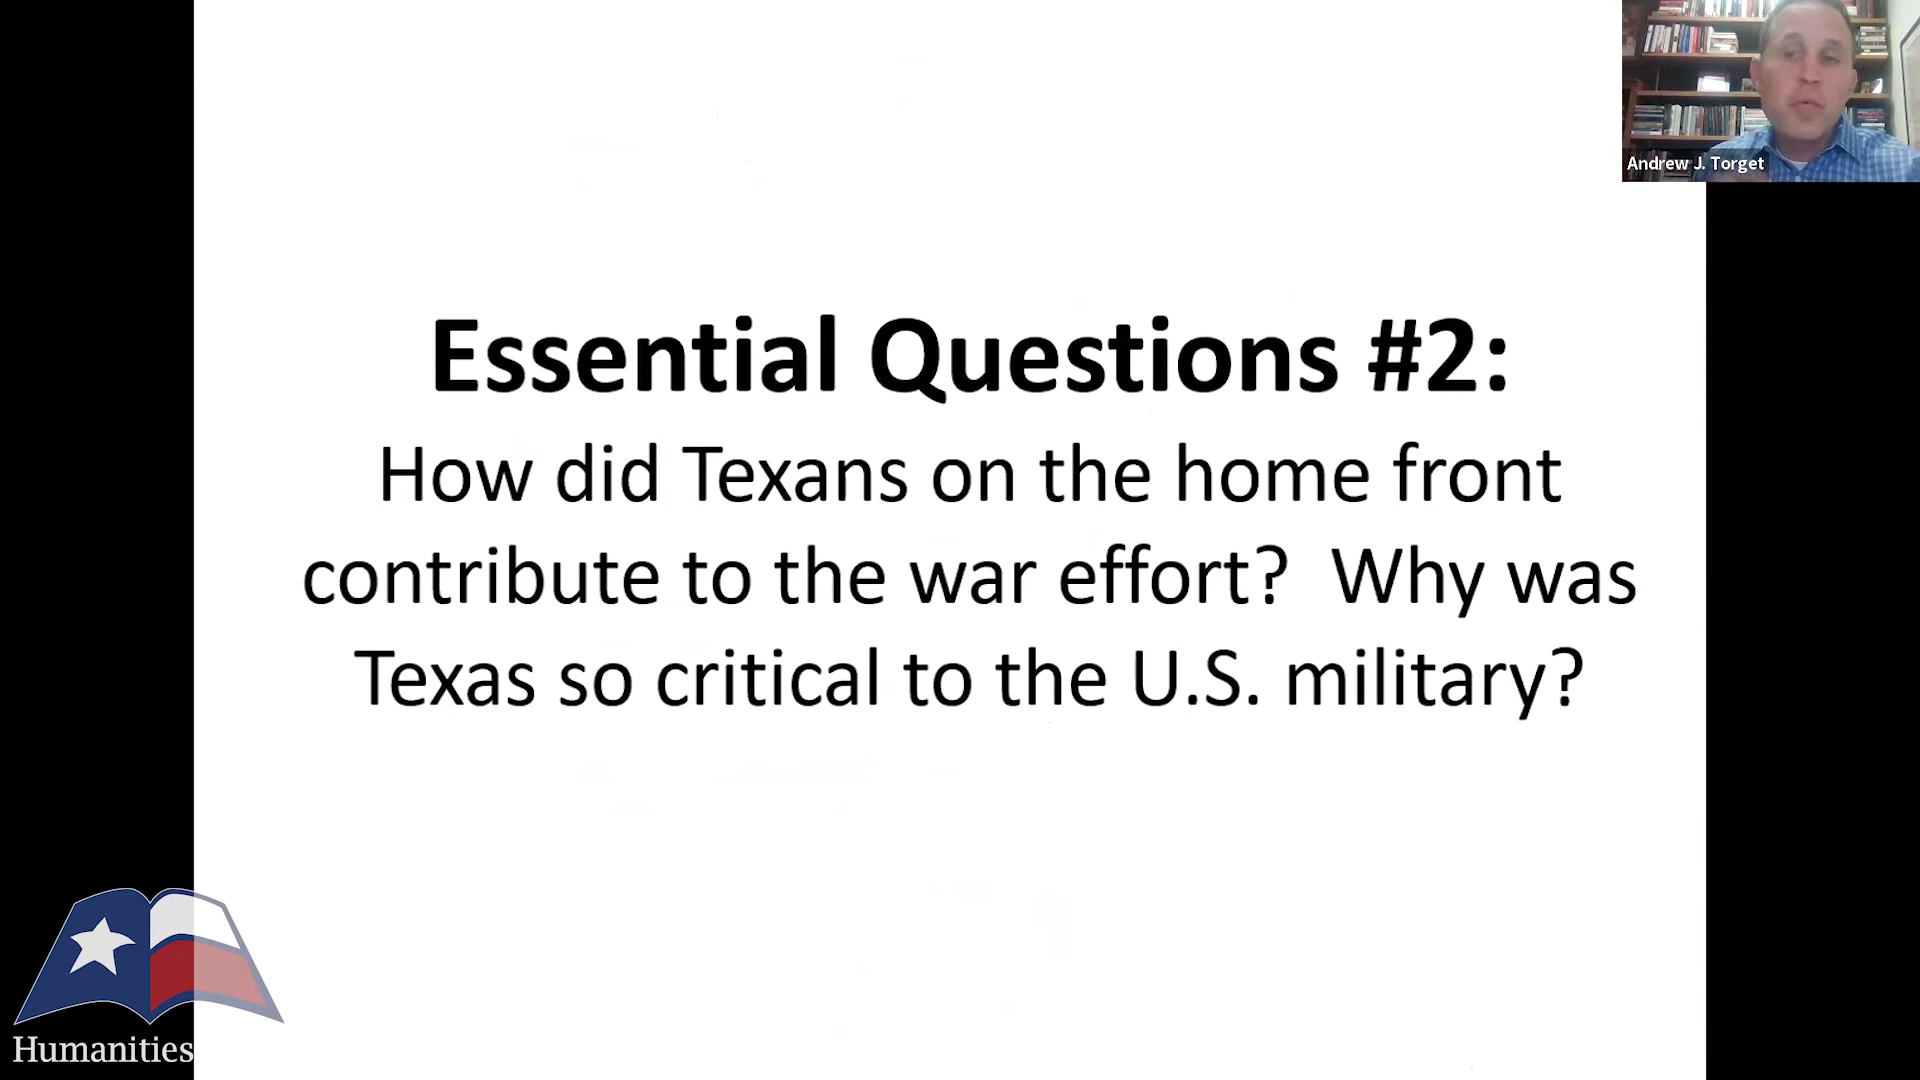 Andrew J. Torget
Essential Questions #2:
How did Texans on the home front
contribute to the war effort?  Why was
Texas so critical to the U.S. military?
Humanities